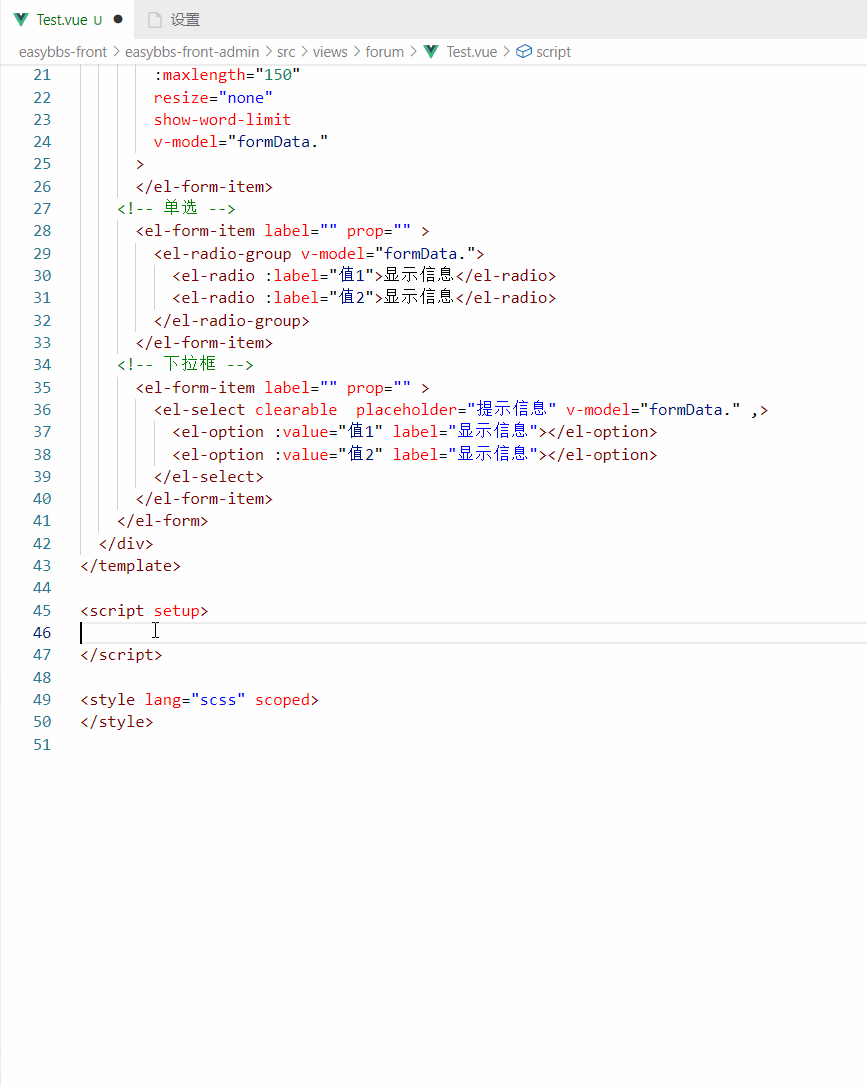 Test.vue U ● 设置
easybbs-front > easybbs-front-admin > src > views > forum > Test.vue > script
21 :maxlength="150"
22 resize="none"
23 show-word-limit
24 v-model="formData."
25 >
26 </el-form-item>
27 <!-- 单选 -->
28 <el-form-item label="" prop="" >
29 <el-radio-group v-model="formData.">
30 <el-radio :label="值1">显示信息</el-radio>
31 <el-radio :label="值2">显示信息</el-radio>
32 </el-radio-group>
33 </el-form-item>
34 <!-- 下拉框 -->
35 <el-form-item label="" prop="" >
36 <el-select clearable  placeholder="提示信息" v-model="formData." ,>
37 <el-option :value="值1" label="显示信息"></el-option>
38 <el-option :value="值2" label="显示信息"></el-option>
39 </el-select>
40 </el-form-item>
41 </el-form>
42 </div>
43 </template>
44
45 <script setup>
46
47 </script>
48
49 <style lang="scss" scoped>
50 </style>
51